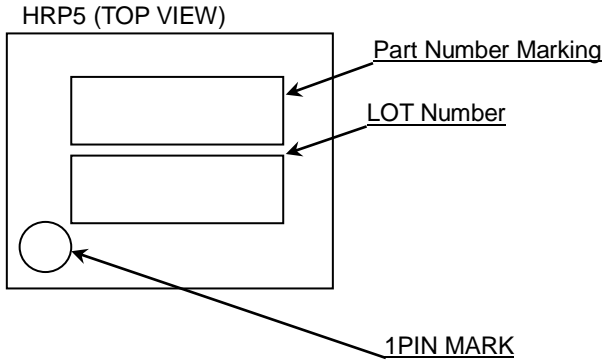 HRP5 (TOP VIEW)
Part Number Marking
LOT Number
1PIN MARK